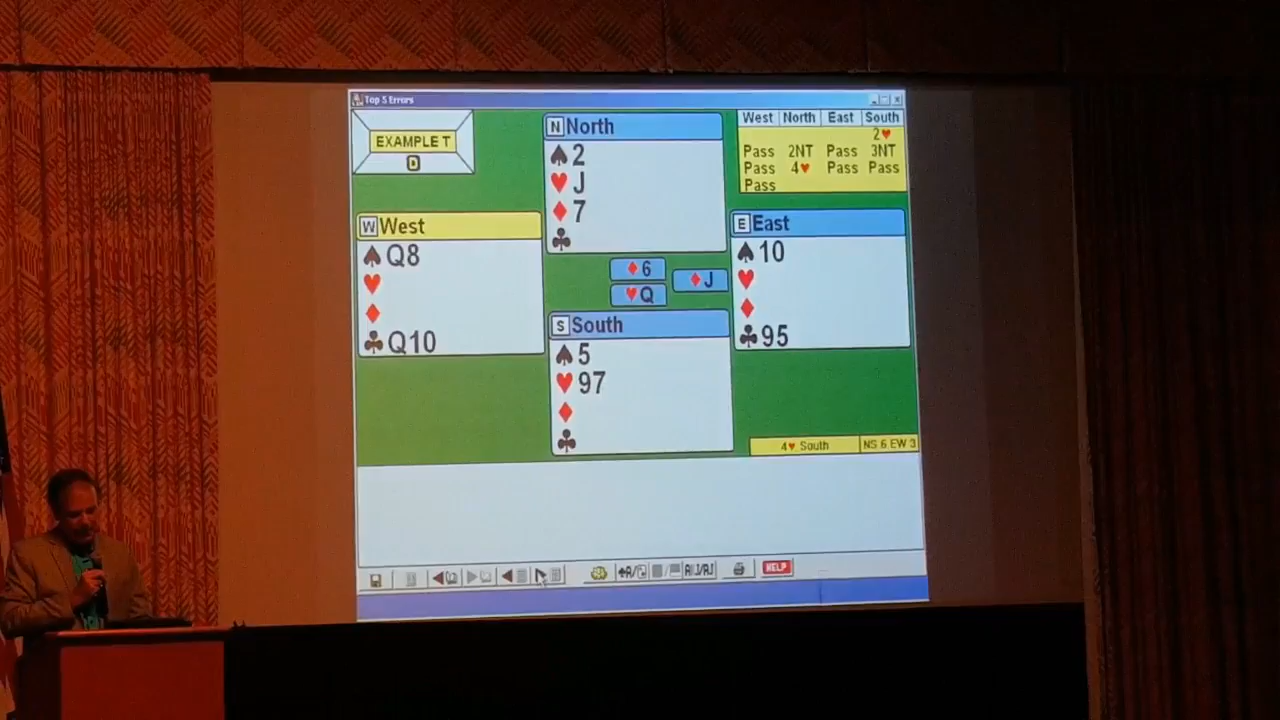 Top 5 Errors
EXAMPLE T
D
N North
♠ 2
♥ J
♦ 7
♣
West North East South
2♥
Pass 2NT Pass 3NT
Pass 4♥ Pass Pass
Pass
W West
♠ Q8
♥
♦
♣ Q10
♦6
♦J
♥Q
E East
♠ 10
♥
♦
♣ 95
S South
♠ 5
♥ 97
♦
♣
4♥ South
NS 6 EW 3
HELP